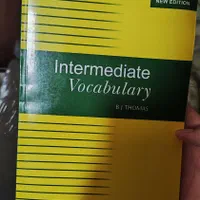 NEW EDITION
Intermediate
Vocabulary
B J THOMAS